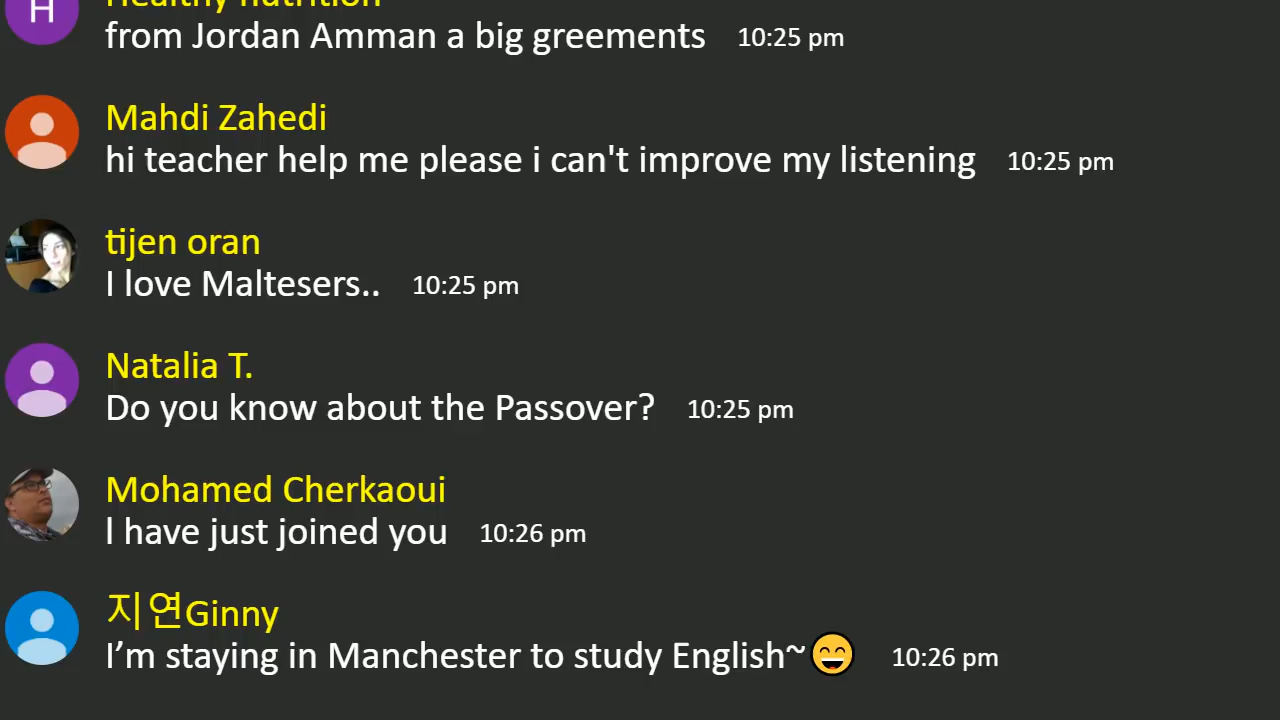 H
Healthy nutrition
from Jordan Amman a big greements 10:25 pm
Mahdi Zahedi
hi teacher help me please i can't improve my listening 10:25 pm
tijen oran
I love Maltesers.. 10:25 pm
Natalia T.
Do you know about the Passover? 10:25 pm
Mohamed Cherkaoui
l have just joined you 10:26 pm
지연Ginny
I’m staying in Manchester to study English~😄 10:26 pm